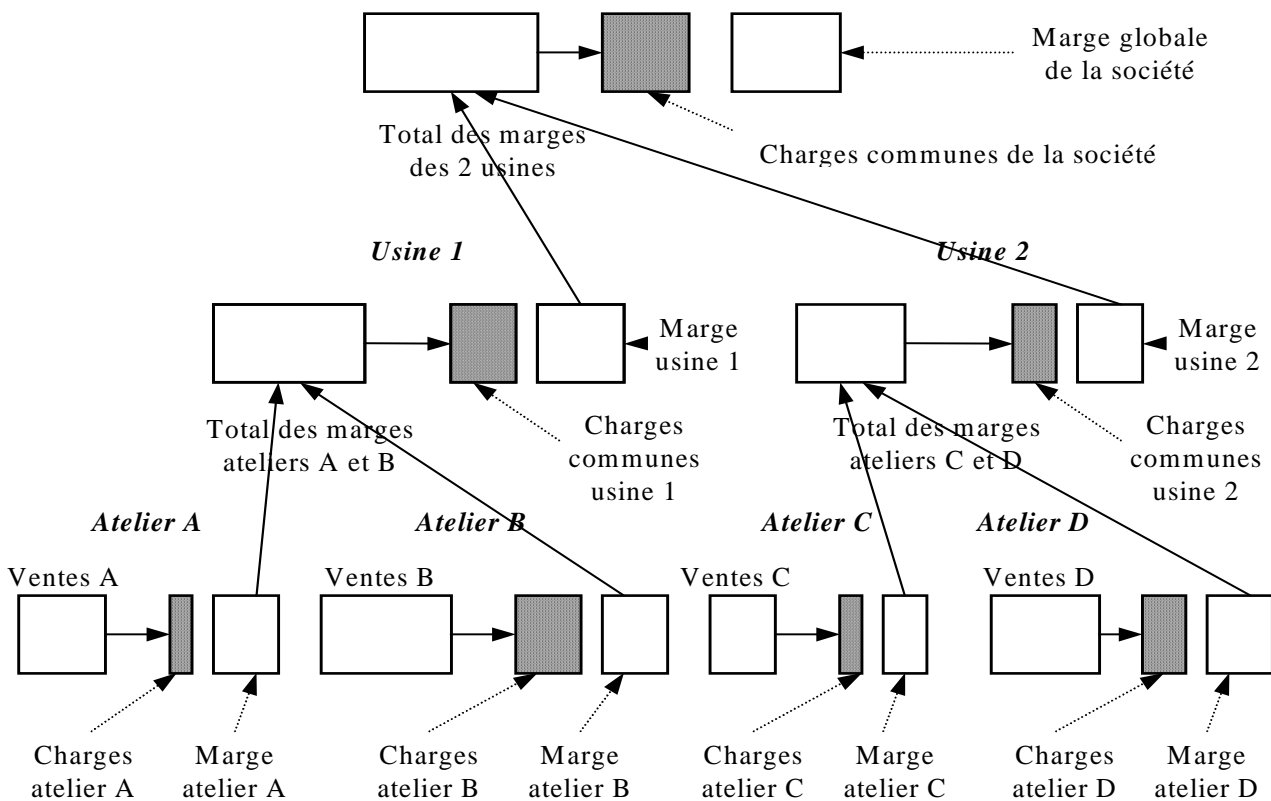 Marge globale
de la société
Total des marges
des 2 usines
Charges communes de la société
Usine 1
Usine 2
Marge
usine 1
Marge
usine 2
Total des marges
ateliers A et B
Charges
communes
usine 1
Total des marges
ateliers C et D
Charges
communes
usine 2
Atelier A
Atelier B
Atelier C
Atelier D
Ventes A
Ventes B
Ventes C
Ventes D
Charges
atelier A
Marge
atelier A
Charges
atelier B
Marge
atelier B
Charges
atelier C
Marge
atelier C
Charges
atelier D
Marge
atelier D